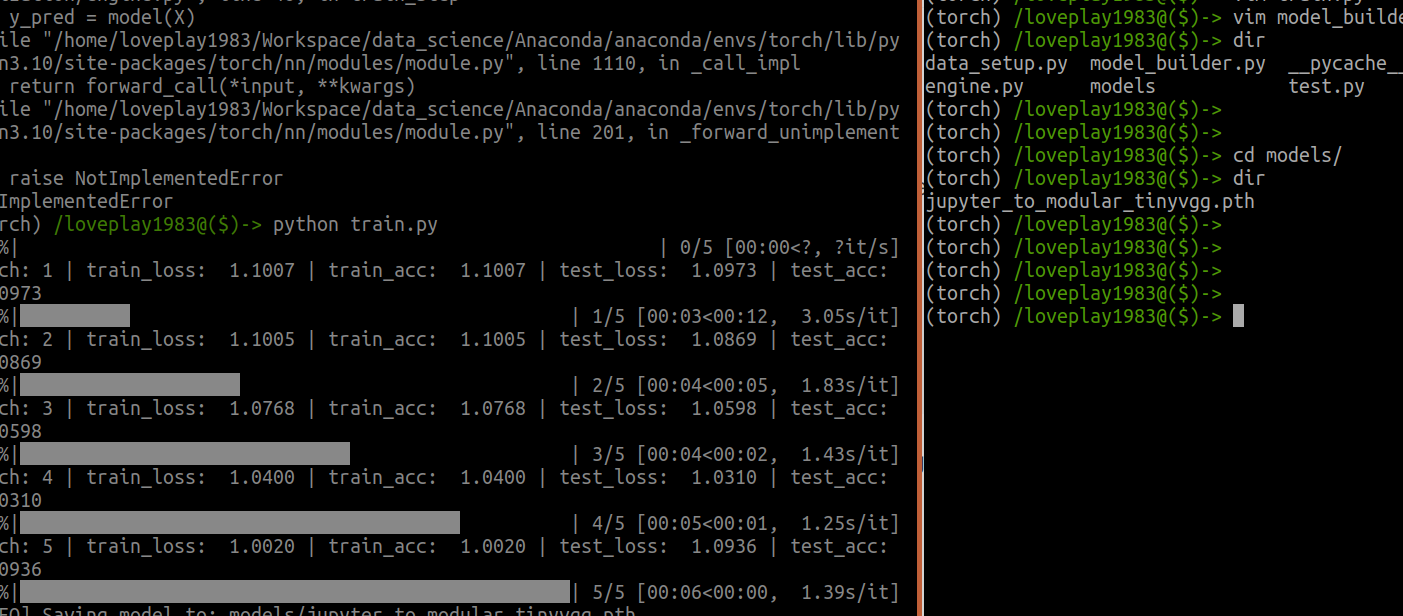 y_pred = model(X)
ile "/home/loveplay1983/Workspace/data_science/Anaconda/anaconda/envs/torch/lib/py
n3.10/site-packages/torch/nn/modules/module.py", line 1110, in _call_impl
return forward_call(*input, **kwargs)
ile "/home/loveplay1983/Workspace/data_science/Anaconda/anaconda/envs/torch/lib/py
n3.10/site-packages/torch/nn/modules/module.py", line 201, in _forward_unimplement
raise NotImplementedError
ImplementedError
rch) /loveplay1983@($)-> python train.py
%| | 0/5 [00:00<?, ?it/s]
ch: 1 | train_loss: 1.1007 | train_acc: 1.1007 | test_loss: 1.0973 | test_acc:
0973
%| | 1/5 [00:03<00:12, 3.05s/it]
ch: 2 | train_loss: 1.1005 | train_acc: 1.1005 | test_loss: 1.0869 | test_acc:
0869
%| | 2/5 [00:04<00:05, 1.83s/it]
ch: 3 | train_loss: 1.0768 | train_acc: 1.0768 | test_loss: 1.0598 | test_acc:
0598
%| | 3/5 [00:04<00:02, 1.43s/it]
ch: 4 | train_loss: 1.0400 | train_acc: 1.0400 | test_loss: 1.0310 | test_acc:
0310
%| | 4/5 [00:05<00:01, 1.25s/it]
ch: 5 | train_loss: 1.0020 | train_acc: 1.0020 | test_loss: 1.0936 | test_acc:
0936
%| | 5/5 [00:06<00:00, 1.39s/it]
FO] Saving model to: models/jupyter_to_modular_tinyvgg.pth
(torch) /loveplay1983@($)-> vim model_builde
(torch) /loveplay1983@($)-> dir
data_setup.py model_builder.py __pycache__
engine.py models test.py
(torch) /loveplay1983@($)->
(torch) /loveplay1983@($)->
(torch) /loveplay1983@($)-> cd models/
(torch) /loveplay1983@($)-> dir
jupyter_to_modular_tinyvgg.pth
(torch) /loveplay1983@($)->
(torch) /loveplay1983@($)->
(torch) /loveplay1983@($)->
(torch) /loveplay1983@($)->
(torch) /loveplay1983@($)->